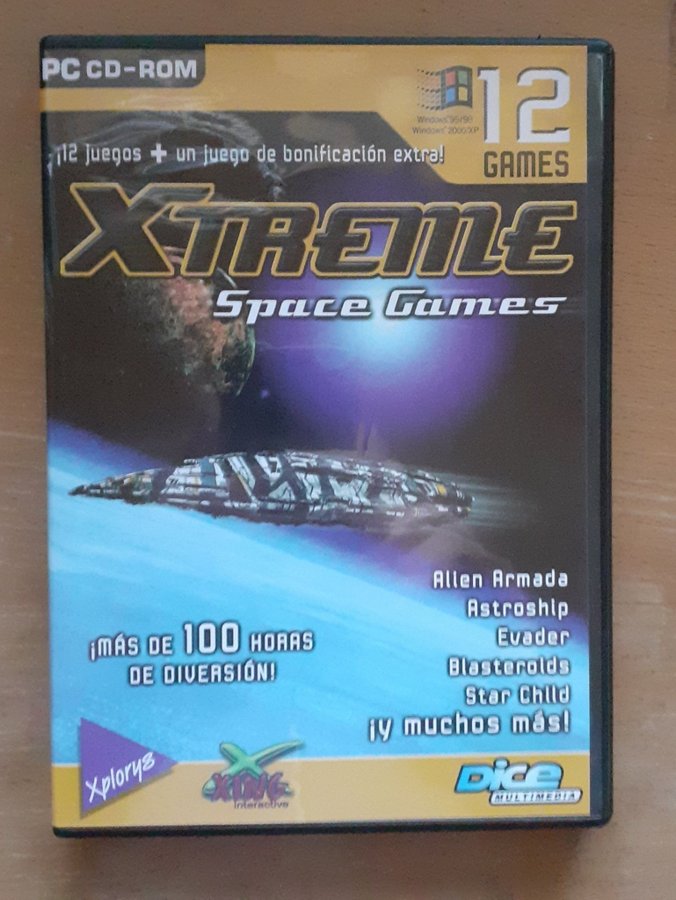 PC CD-ROM
Windows 95/98
Windows 2000/XP
12
GAMES
¡12 juegos + un juego de bonificación extra!
XTREME
Space Games
Alien Armada
Astroship
Evader
Blasteroids
Star Child
¡y muchos más!
¡MÁS DE 100 HORAS
DE DIVERSIÓN!
Xplorys
XING
interactive
Dice
MULTIMEDIA